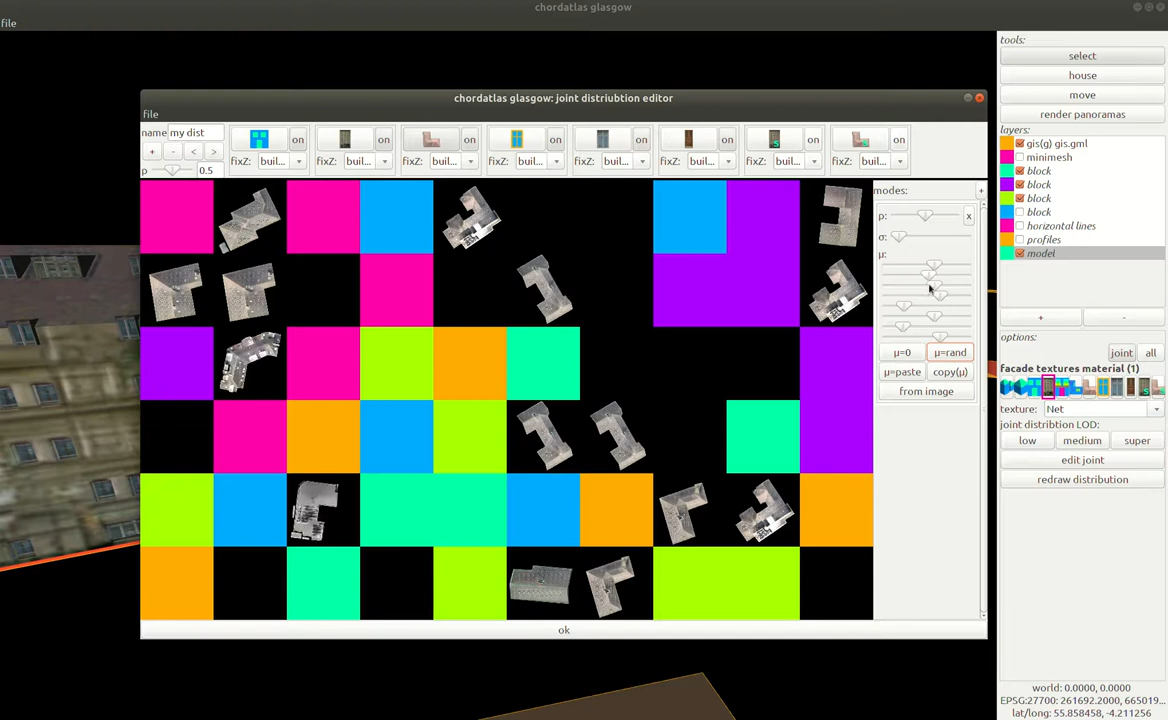 chordatlas glasgow
file
chordatlas glasgow: joint distriubtion editor
file
name my dist
on on on on on on on on
+ - < >
fixZ: buil... fixZ: buil... fixZ: buil... fixZ: buil... fixZ: buil... fixZ: buil... fixZ: buil... fixZ: buil...
p 0.5
modes: +
ρ: x
σ:
μ:
μ=0 μ=rand
μ=paste copy(μ)
from image
ok
tools:
select
house
move
render panoramas
layers:
gis(g) gis.gml
minimesh
block
block
block
block
horizontal lines
profiles
model
+ -
options:
joint all
facade textures material (1)
texture: Net
joint distribtion LOD:
low medium super
edit joint
redraw distribution
world: 0.0000, 0.0000
EPSG:27700: 261692.2000, 665019...
lat/long: 55.858458, -4.211256